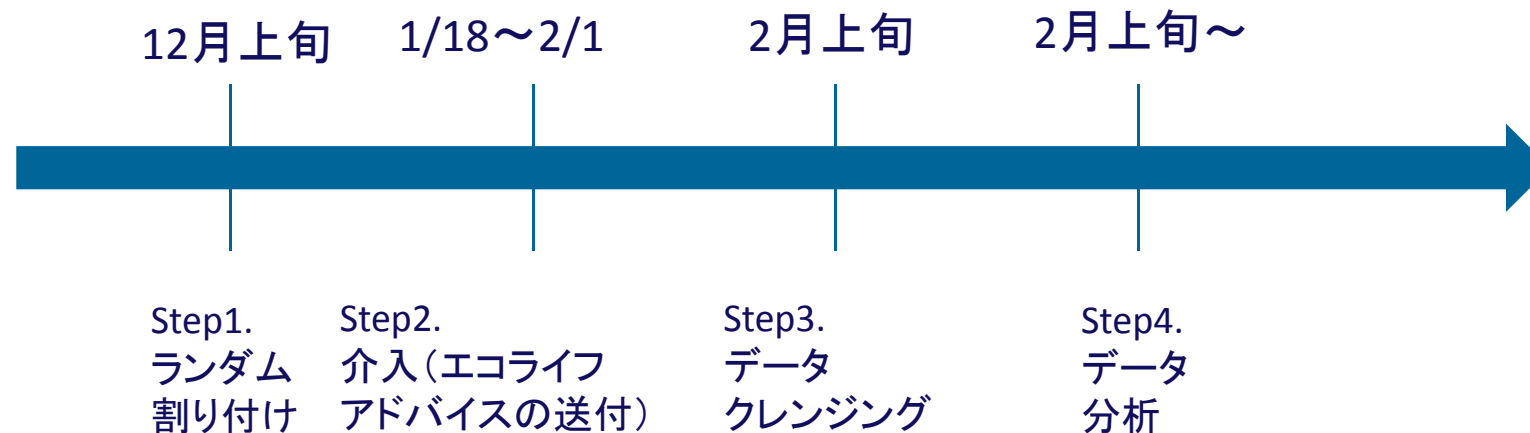 12月上旬
1/18～2/1
2月上旬
2月上旬～
Step1.
ランダム
割り付け
Step2.
介入（エコライフ
アドバイスの送付）
Step3.
データ
クレンジング
Step4.
データ
分析